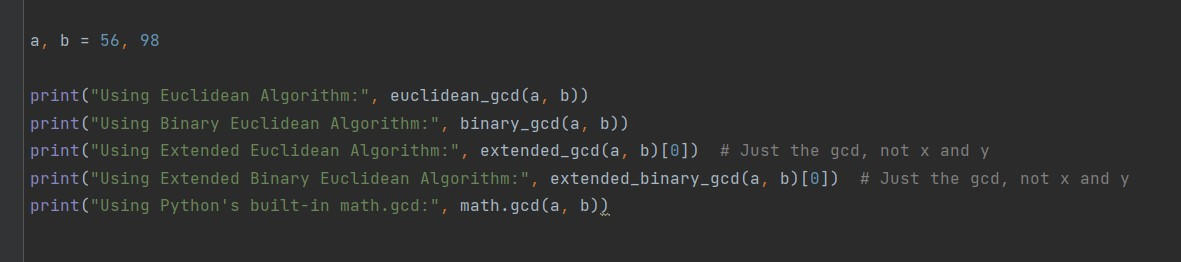 a, b = 56, 98
print("Using Euclidean Algorithm:", euclidean_gcd(a, b))
print("Using Binary Euclidean Algorithm:", binary_gcd(a, b))
print("Using Extended Euclidean Algorithm:", extended_gcd(a, b)[0])  # Just the gcd, not x and y
print("Using Extended Binary Euclidean Algorithm:", extended_binary_gcd(a, b)[0])  # Just the gcd, not x and y
print("Using Python's built-in math.gcd:", math.gcd(a, b))